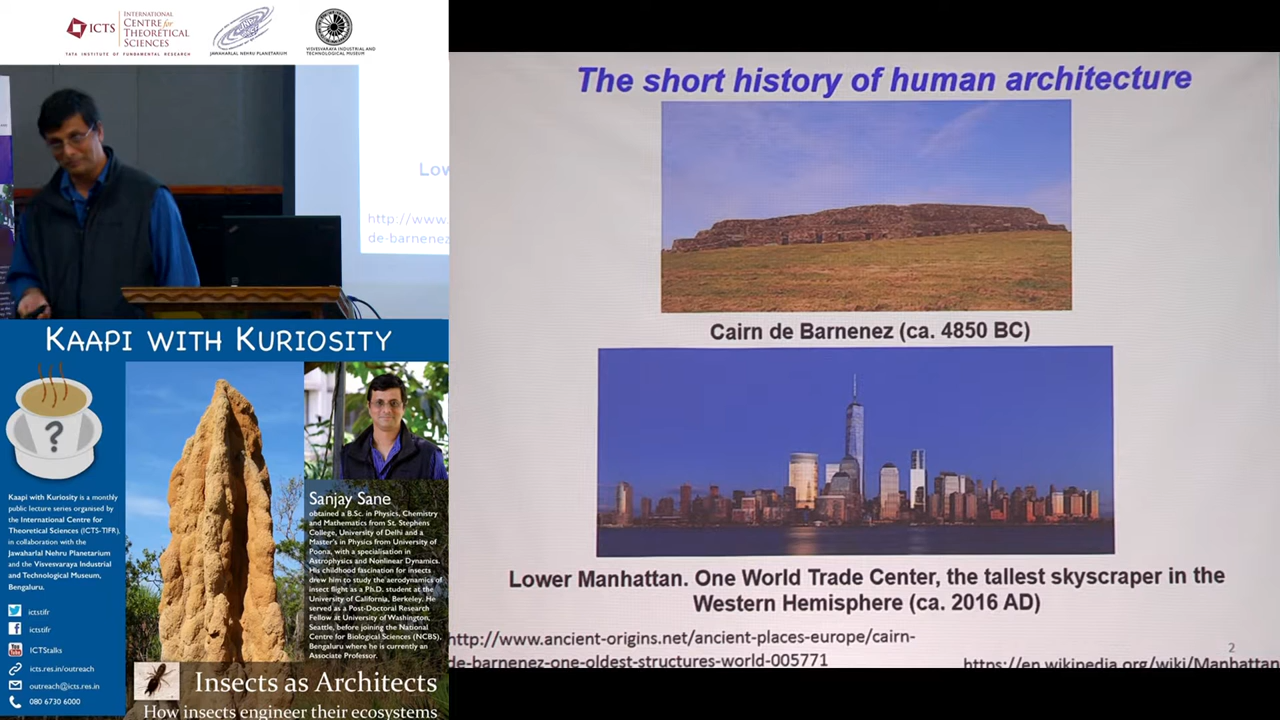 ICTS
INTERNATIONAL
CENTRE for
THEORETICAL
SCIENCES
TATA INSTITUTE OF FUNDAMENTAL RESEARCH
JAWAHARLAL NEHRU PLANETARIUM
VISVESVARAYA INDUSTRIAL AND
TECHNOLOGICAL MUSEUM
Low
http://www.
de-barnenez
KAAPI WITH KURIOSITY
?
Kaapi with Kuriosity is a monthly
public lecture series organised by
the International Centre for
Theoretical Sciences (ICTS-TIFR),
in collaboration with the
Jawaharlal Nehru Planetarium
and the Visvesvaraya Industrial
and Technological Museum,
Bengaluru.
ictstifr
ictstifr
ICTStalks
icts.res.in/outreach
outreach@icts.res.in
080 6730 6000
Sanjay Sane
obtained a B.Sc. in Physics, Chemistry
and Mathematics from St. Stephens
College, University of Delhi and a
Master's in Physics from University of
Poona, with a specialisation in
Astrophysics and Nonlinear Dynamics.
His childhood fascination for insects
drew him to study the aerodynamics of
insect flight as a Ph.D. student at the
University of California, Berkeley. He
served as a Post-Doctoral Research
Fellow at University of Washington,
Seattle, before joining the National
Centre for Biological Sciences (NCBS),
Bengaluru where he is currently an
Associate Professor.
Insects as Architects
How insects engineer their ecosystems
The short history of human architecture
Cairn de Barnenez (ca. 4850 BC)
Lower Manhattan. One World Trade Center, the tallest skyscraper in the
Western Hemisphere (ca. 2016 AD)
http://www.ancient-origins.net/ancient-places-europe/cairn-
de-barnenez-one-oldest-structures-world-005771
2
https://en.wikipedia.org/wiki/Manhattan